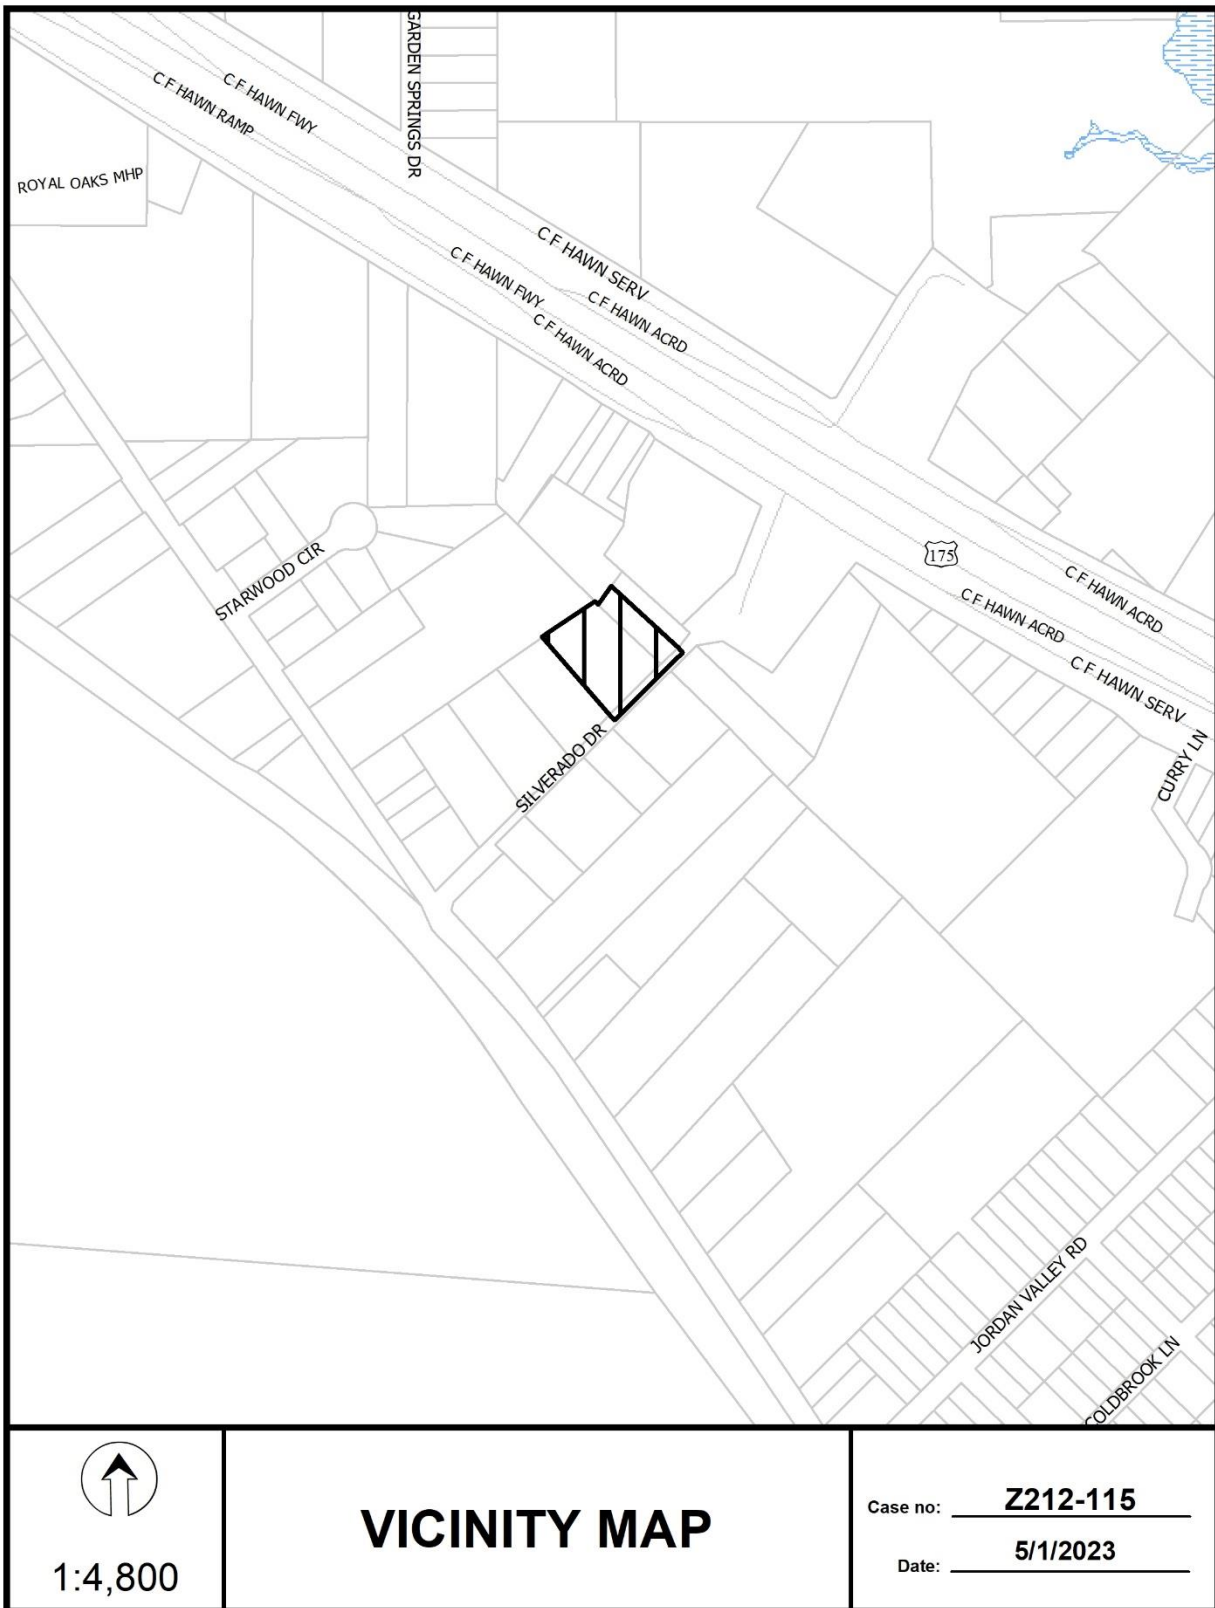 GARDEN SPRINGS DR
C F HAWN FWY
C F HAWN RAMP
ROYAL OAKS MHP
C F HAWN SERV
C F HAWN FWY
C F HAWN ACRD
C F HAWN ACRD
STARWOOD CIR
175
C F HAWN ACRD
C F HAWN ACRD
C F HAWN SERV
CURRY LN
SILVERADO DR
JORDAN VALLEY RD
COLDBROOK LN
1:4,800
VICINITY MAP
Case no: Z212-115
Date: 5/1/2023